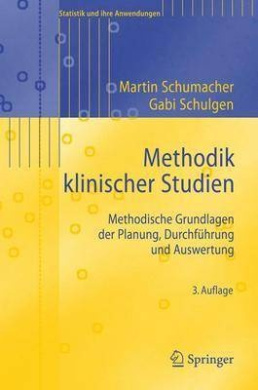 Statistik und ihre Anwendungen
Martin Schumacher
Gabi Schulgen
Methodik
klinischer Studien
Methodische Grundlagen
der Planung, Durchführung
und Auswertung
3. Auflage
Springer